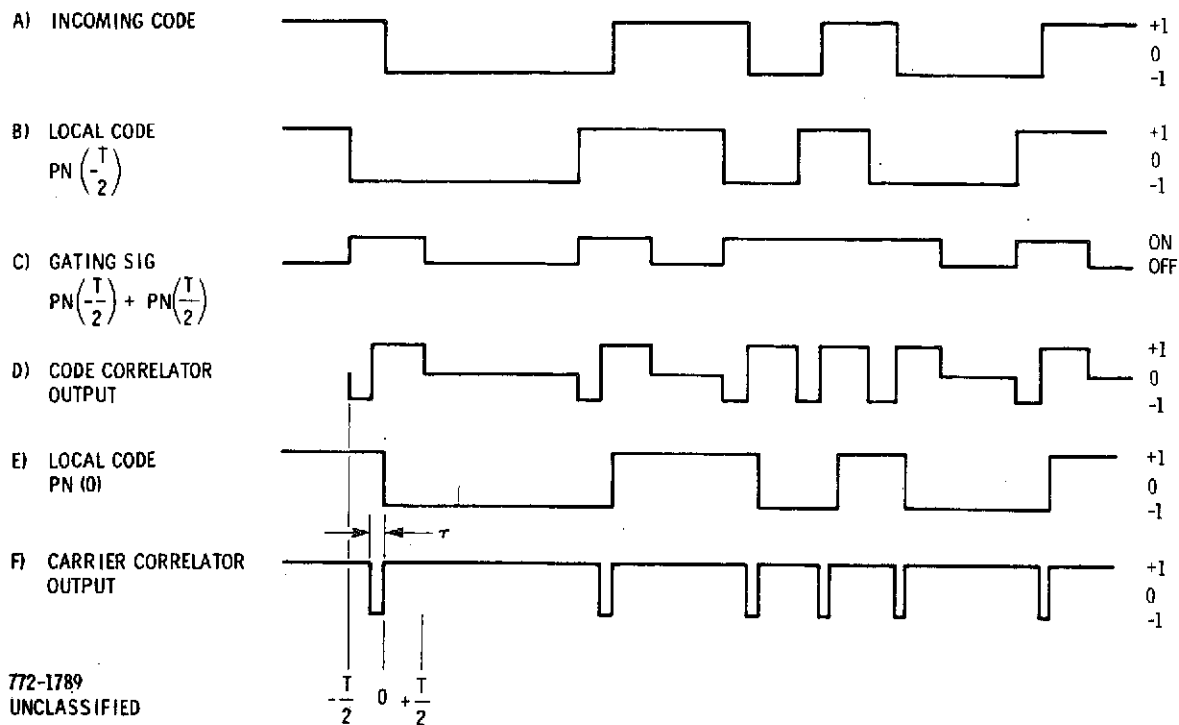 A) INCOMING CODE
+1
0
-1
B) LOCAL CODE
PN (-T/2)
+1
0
-1
C) GATING SIG
PN(-T/2) + PN(T/2)
ON
OFF
D) CODE CORRELATOR
OUTPUT
+1
0
-1
E) LOCAL CODE
PN (0)
+1
0
-1
τ
F) CARRIER CORRELATOR
OUTPUT
+1
0
-1
-T/2 0 +T/2
772-1789
UNCLASSIFIED